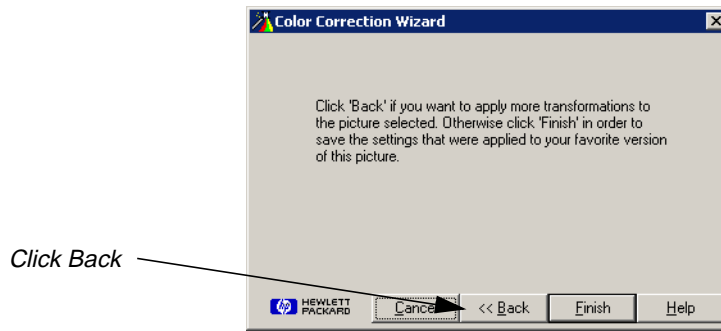 Color Correction Wizard
Click 'Back' if you want to apply more transformations to
the picture selected. Otherwise click 'Finish' in order to
save the settings that were applied to your favorite version
of this picture.
Click Back
hp HEWLETT
PACKARD
Cancel
<< Back
Finish
Help